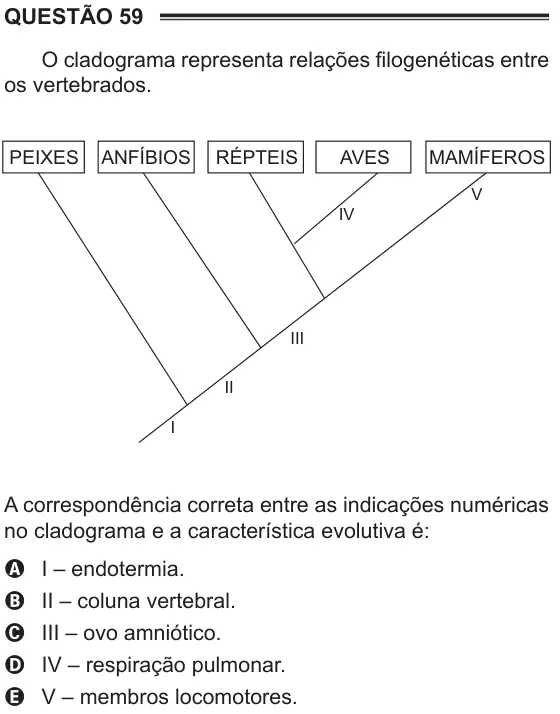 QUESTÃO 59
O cladograma representa relações filogenéticas entre
os vertebrados.
PEIXES ANFÍBIOS RÉPTEIS AVES MAMÍFEROS
V
IV
III
II
I
A correspondência correta entre as indicações numéricas
no cladograma e a característica evolutiva é:
A I – endotermia.
B II – coluna vertebral.
C III – ovo amniótico.
D IV – respiração pulmonar.
E V – membros locomotores.